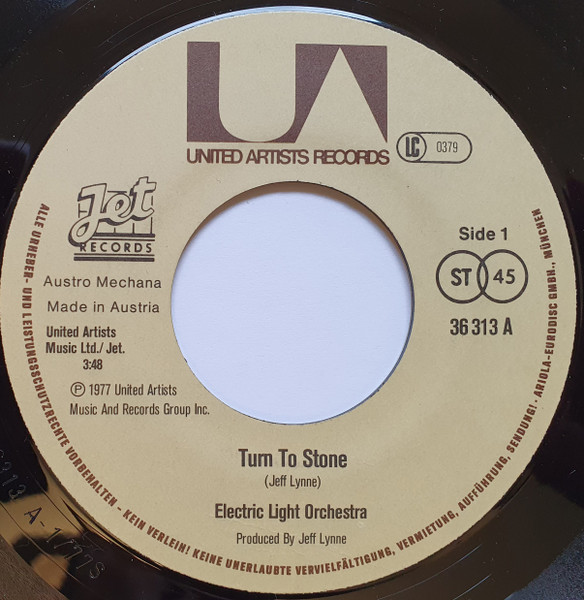 UA
UNITED ARTISTS RECORDS
LC 0379
Jet
RECORDS
Side 1
ST 45
36 313 A
Austro Mechana
Made in Austria
United Artists
Music Ltd./ Jet.
3:48
Ⓟ 1977 United Artists
Music And Records Group Inc.
Turn To Stone
(Jeff Lynne)
Electric Light Orchestra
Produced By Jeff Lynne
ALLE URHEBER- UND LEISTUNGSSCHUTZRECHTE VORBEHALTEN - KEIN VERLEIH! KEINE UNERLAUBTE VERVIELFÄLTIGUNG, VERMIETUNG, AUFFÜHRUNG, SENDUNG! · ARIOLA-EURODISC GMBH., MÜNCHEN
313 A-1777S